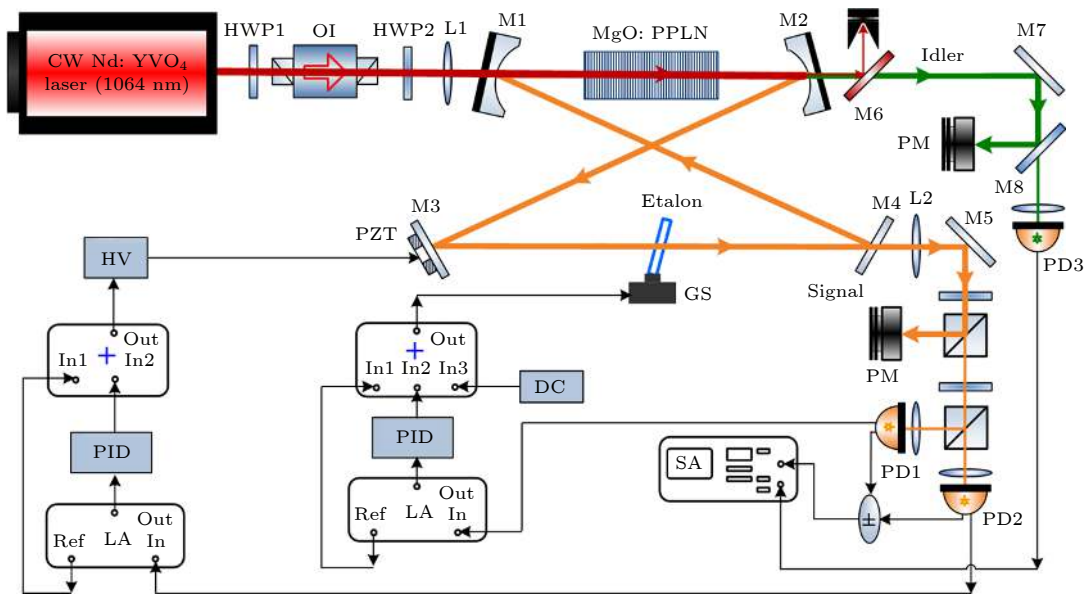 HWP1
OI
HWP2
L1
M1
MgO: PPLN
M2
M7
CW Nd: YVO₄
laser (1064 nm)
Idler
M6
PM
M8
M3
Etalon
M4
L2
M5
PZT
HV
PD3
GS
Signal
Out
In1
In2
Out
In1
In2
In3
DC
PM
PID
PID
SA
PD1
±
PD2
Out
Ref
LA
In
Out
Ref
LA
In